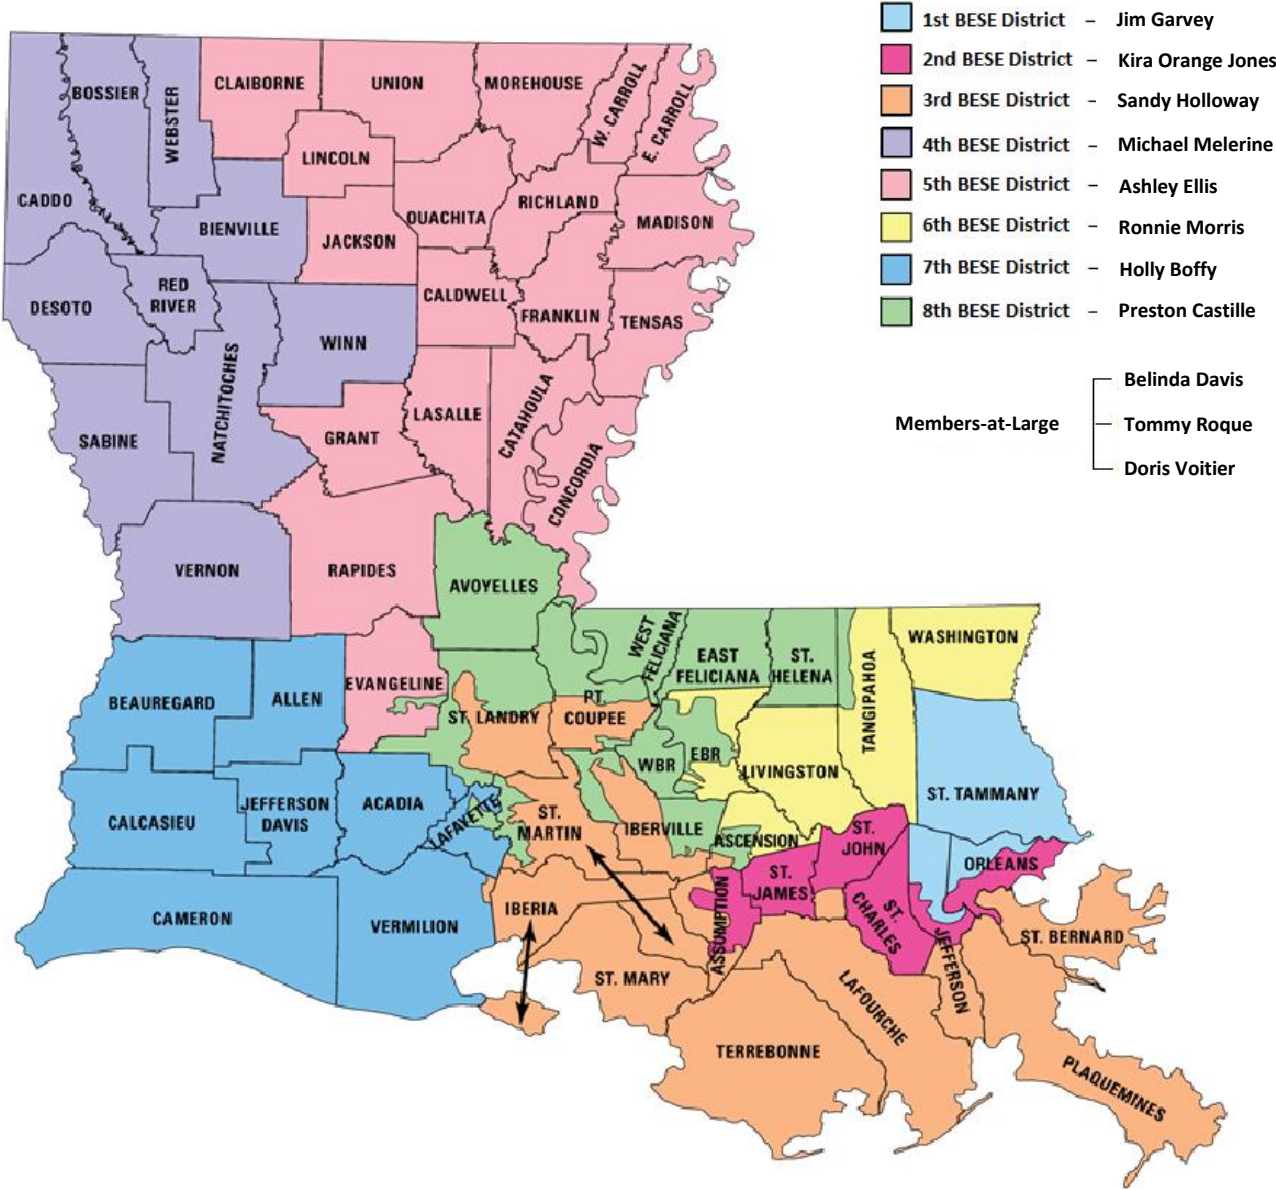 1st BESE District – Jim Garvey
2nd BESE District – Kira Orange Jones
3rd BESE District – Sandy Holloway
4th BESE District – Michael Melerine
5th BESE District – Ashley Ellis
6th BESE District – Ronnie Morris
7th BESE District – Holly Boffy
8th BESE District – Preston Castille
Members-at-Large
Belinda Davis
Tommy Roque
Doris Voitier
CADDO
BOSSIER
WEBSTER
CLAIBORNE
UNION
MOREHOUSE
W. CARROLL
E. CARROLL
LINCOLN
BIENVILLE
JACKSON
OUACHITA
RICHLAND
MADISON
DESOTO
RED
RIVER
CALDWELL
FRANKLIN
TENSAS
WINN
NATCHITOCHES
SABINE
GRANT
LASALLE
CATAHOULA
CONCORDIA
VERNON
RAPIDES
AVOYELLES
BEAUREGARD
ALLEN
EVANGELINE
ST. LANDRY
PT.
COUPEE
WEST
FELICIANA
EAST
FELICIANA
ST.
HELENA
TANGIPAHOA
WASHINGTON
CALCASIEU
JEFFERSON
DAVIS
ACADIA
LAFAYETTE
ST.
MARTIN
IBERVILLE
WBR
EBR
LIVINGSTON
ASCENSION
ST. TAMMANY
CAMERON
VERMILION
IBERIA
ST. MARY
ASSUMPTION
ST.
JAMES
ST.
JOHN
ST.
CHARLES
ORLEANS
JEFFERSON
ST. BERNARD
TERREBONNE
LAFOURCHE
PLAQUEMINES